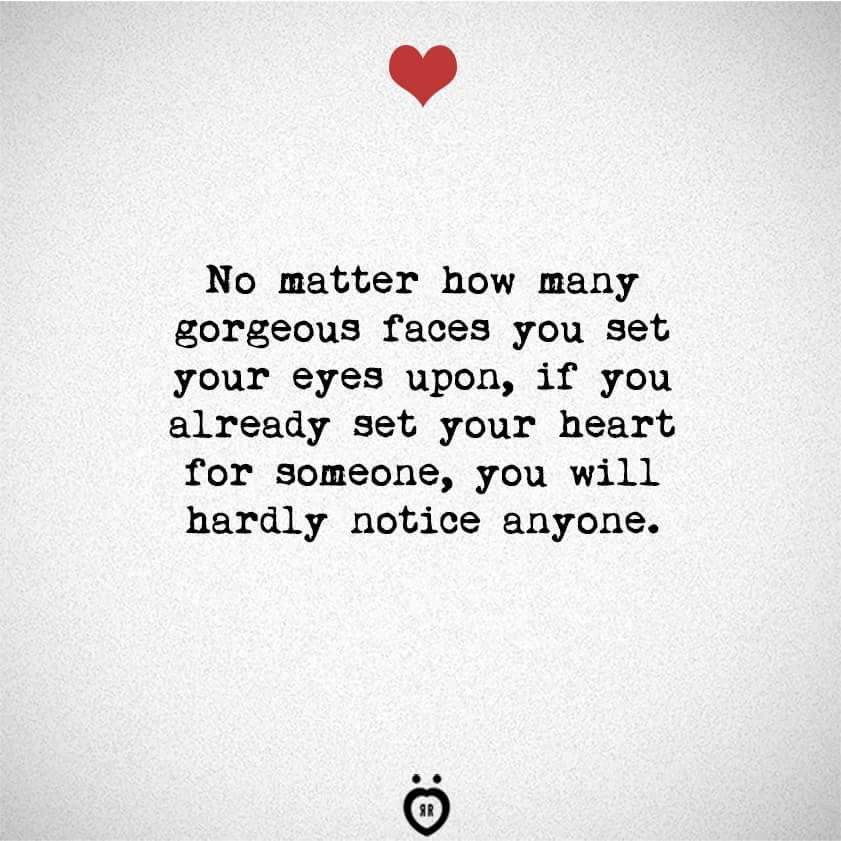 No matter how many
gorgeous faces you set
your eyes upon, if you
already set your heart
for someone, you will
hardly notice anyone.
ЯR